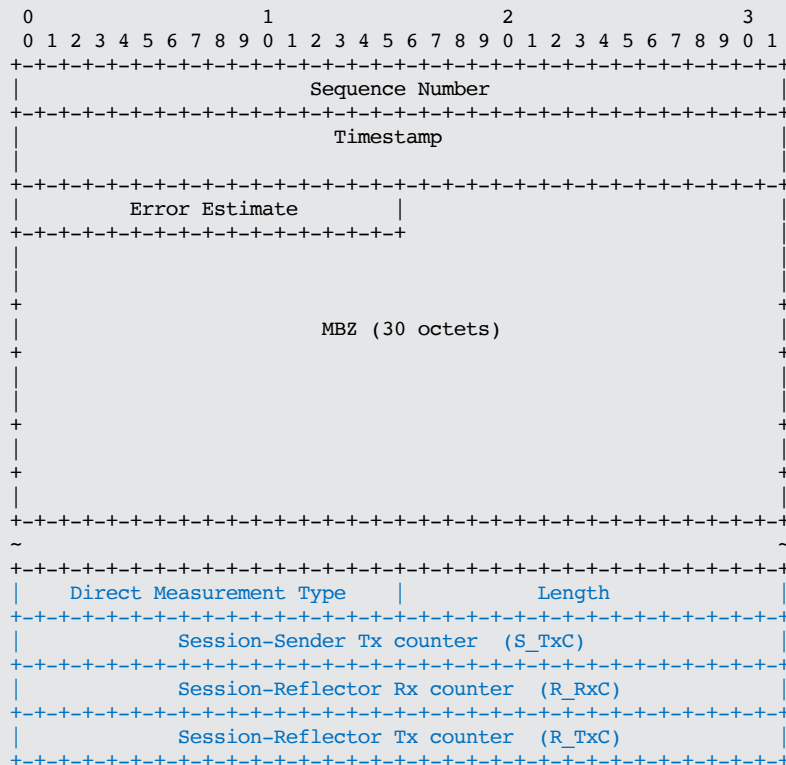 0                   1                   2                   3
 0 1 2 3 4 5 6 7 8 9 0 1 2 3 4 5 6 7 8 9 0 1 2 3 4 5 6 7 8 9 0 1
+-+-+-+-+-+-+-+-+-+-+-+-+-+-+-+-+-+-+-+-+-+-+-+-+-+-+-+-+-+-+-+-+
|                        Sequence Number                        |
+-+-+-+-+-+-+-+-+-+-+-+-+-+-+-+-+-+-+-+-+-+-+-+-+-+-+-+-+-+-+-+-+
|                          Timestamp                            |
|                                                               |
+-+-+-+-+-+-+-+-+-+-+-+-+-+-+-+-+-+-+-+-+-+-+-+-+-+-+-+-+-+-+-+-+
|         Error Estimate        |                               |
+-+-+-+-+-+-+-+-+-+-+-+-+-+-+-+-+                               |
|                                                               |
|                                                               |
+                                                               +
|                         MBZ (30 octets)                       |
+                                                               +
|                                                               |
|                                                               |
+                                                               +
|                                                               |
+                                                               +
|                                                               |
+-+-+-+-+-+-+-+-+-+-+-+-+-+-+-+-+-+-+-+-+-+-+-+-+-+-+-+-+-+-+-+-+
~                                                               ~
+-+-+-+-+-+-+-+-+-+-+-+-+-+-+-+-+-+-+-+-+-+-+-+-+-+-+-+-+-+-+-+-+
|    Direct Measurement Type    |           Length              |
+-+-+-+-+-+-+-+-+-+-+-+-+-+-+-+-+-+-+-+-+-+-+-+-+-+-+-+-+-+-+-+-+
|             Session-Sender Tx counter  (S_TxC)                |
+-+-+-+-+-+-+-+-+-+-+-+-+-+-+-+-+-+-+-+-+-+-+-+-+-+-+-+-+-+-+-+-+
|             Session-Reflector Rx counter  (R_RxC)             |
+-+-+-+-+-+-+-+-+-+-+-+-+-+-+-+-+-+-+-+-+-+-+-+-+-+-+-+-+-+-+-+-+
|             Session-Reflector Tx counter  (R_TxC)             |
+-+-+-+-+-+-+-+-+-+-+-+-+-+-+-+-+-+-+-+-+-+-+-+-+-+-+-+-+-+-+-+-+